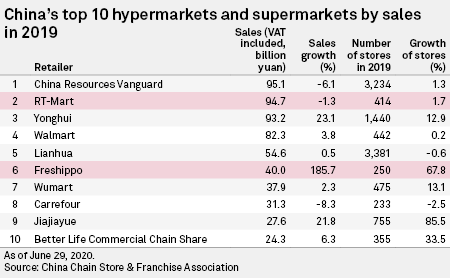 China's top 10 hypermarkets and supermarkets by sales
in 2019
Retailer Sales (VAT included, billion yuan) Sales growth (%) Number of stores in 2019 Growth of stores (%)
1 China Resources Vanguard 95.1 -6.1 3,234 1.3
2 RT-Mart 94.7 -1.3 414 1.7
3 Yonghui 93.2 23.1 1,440 12.9
4 Walmart 82.3 3.8 442 0.2
5 Lianhua 54.6 0.5 3,381 -0.6
6 Freshippo 40.0 185.7 250 67.8
7 Wumart 37.9 2.3 475 13.1
8 Carrefour 31.3 -8.3 233 -2.5
9 Jiajiayue 27.6 21.8 755 85.5
10 Better Life Commercial Chain Share 24.3 6.3 355 33.5
As of June 29, 2020.
Source: China Chain Store & Franchise Association